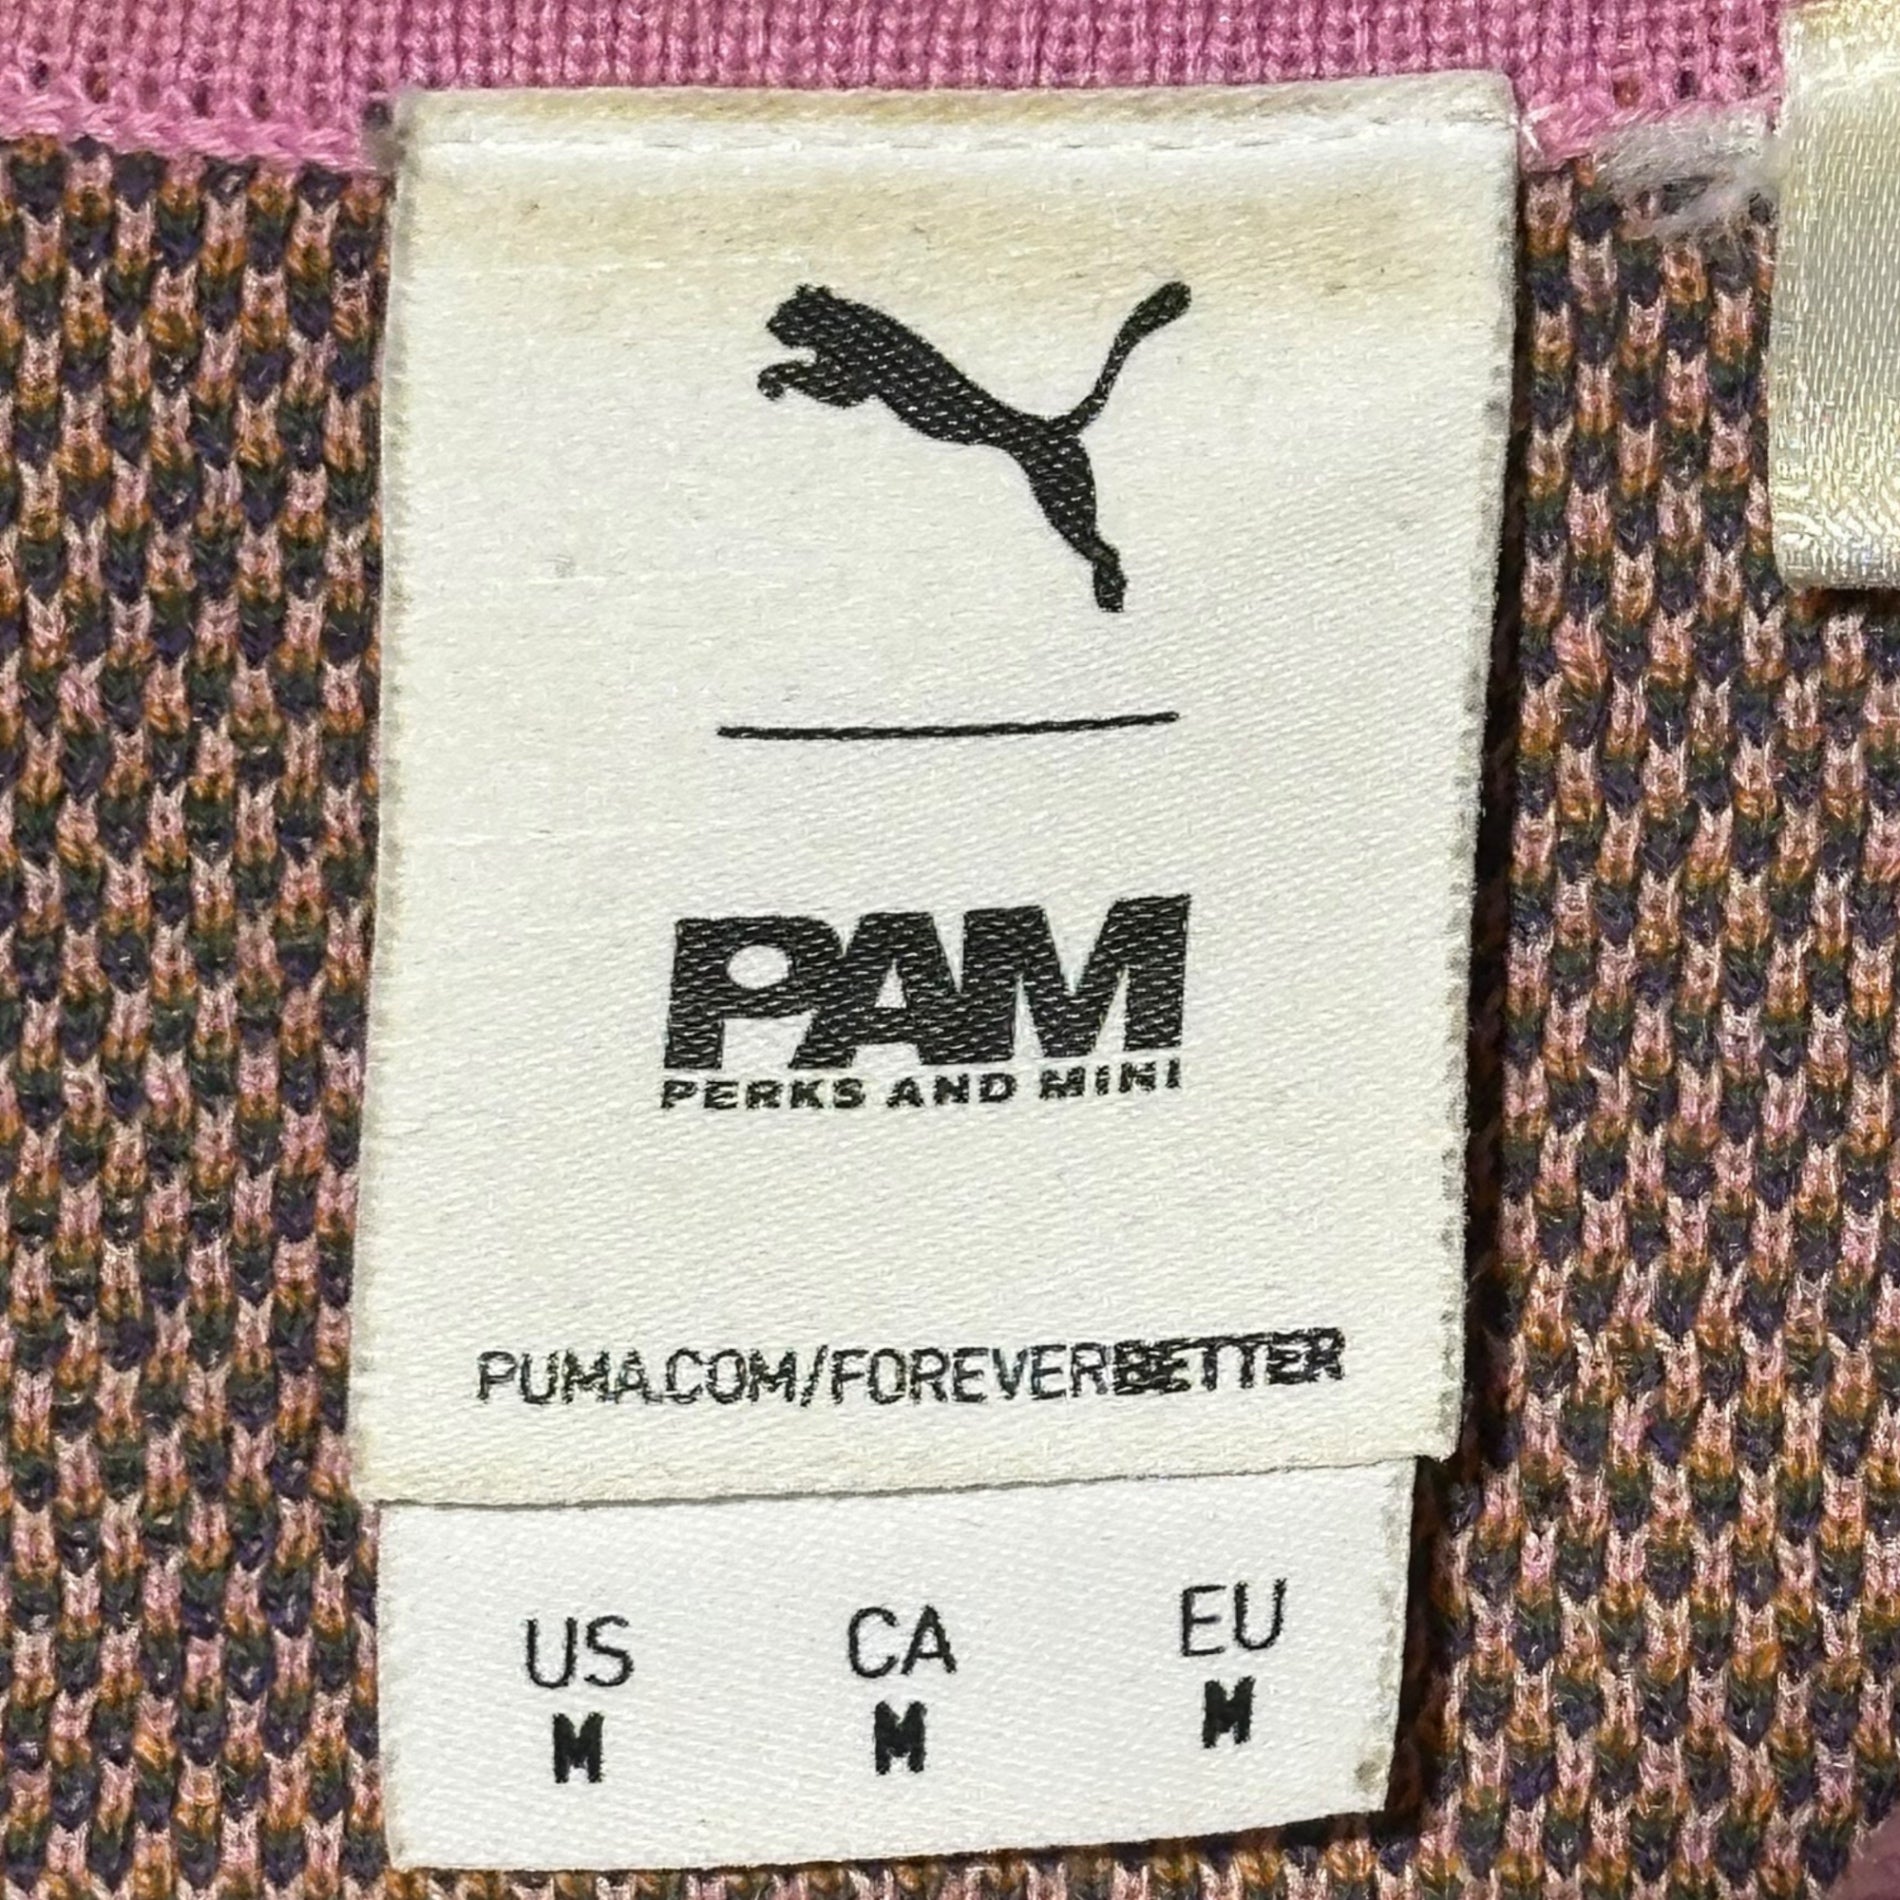 PAM
PERKS AND MINI
PUMA.COM/FOREVERBETTER
US CA EU
M M M